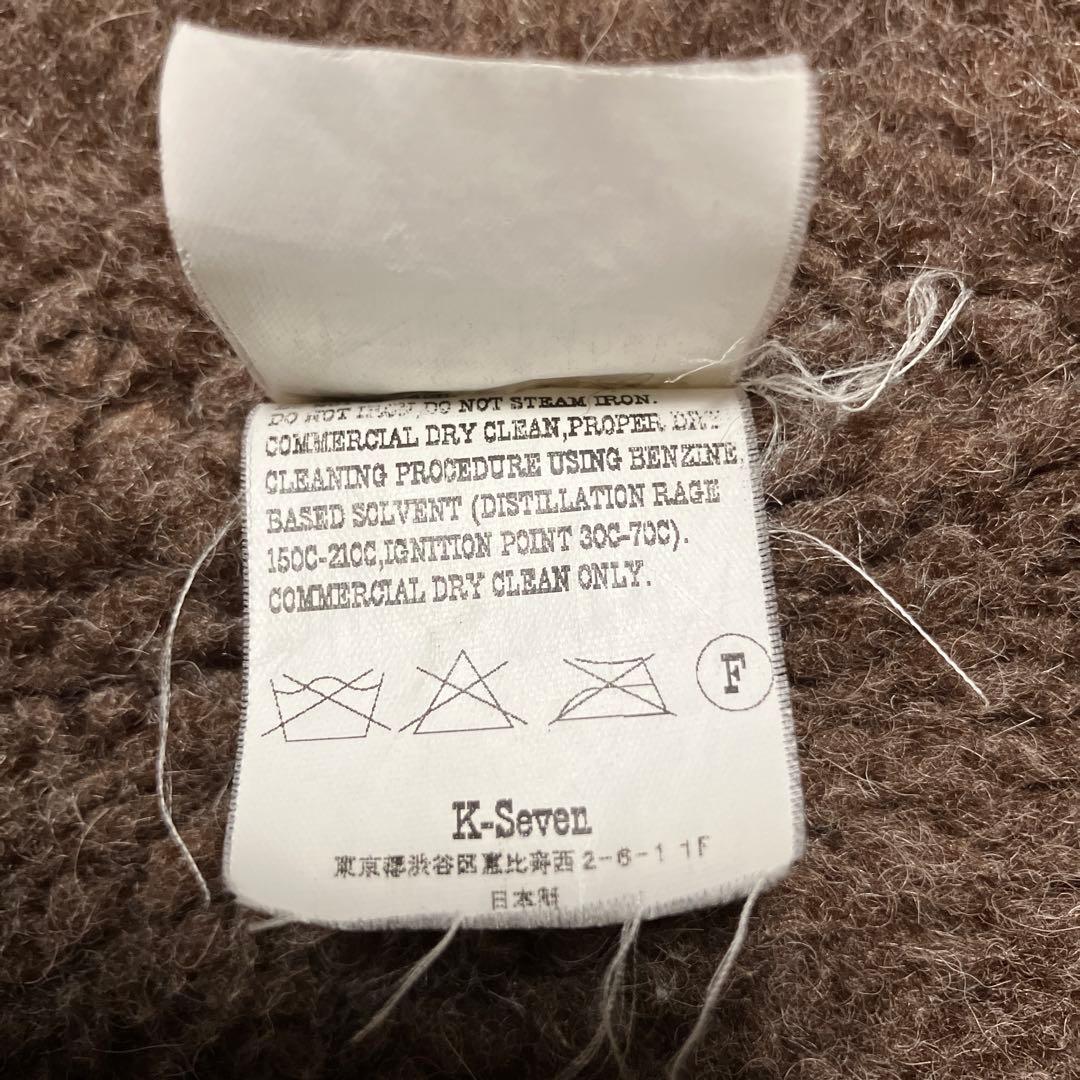 DO NOT IRON,DO NOT STEAM IRON.
COMMERCIAL DRY CLEAN,PROPER DRY
CLEANING PROCEDURE USING BENZINE
BASED SOLVENT (DISTILLATION RAGE
150C-210C,IGNITION POINT 30C-70C).
COMMERCIAL DRY CLEAN ONLY.
F
K-Seven
東京都渋谷区恵比寿西2-6-1 1F
日本製